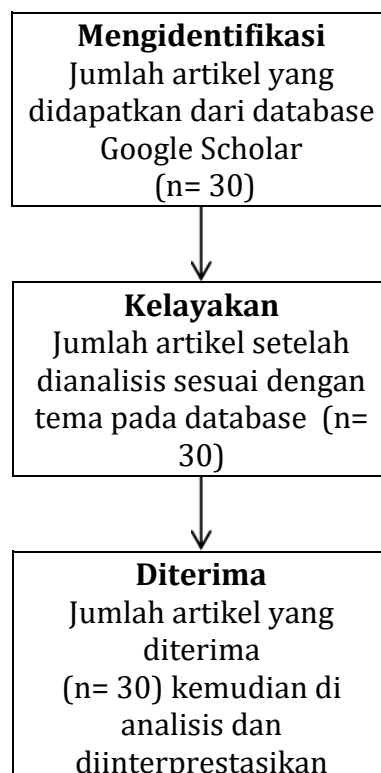 Mengidentifikasi
Jumlah artikel yang
didapatkan dari database
Google Scholar
(n= 30)
Kelayakan
Jumlah artikel setelah
dianalisis sesuai dengan
tema pada database (n=
30)
Diterima
Jumlah artikel yang
diterima
(n= 30) kemudian di
analisis dan
diinterprestasikan